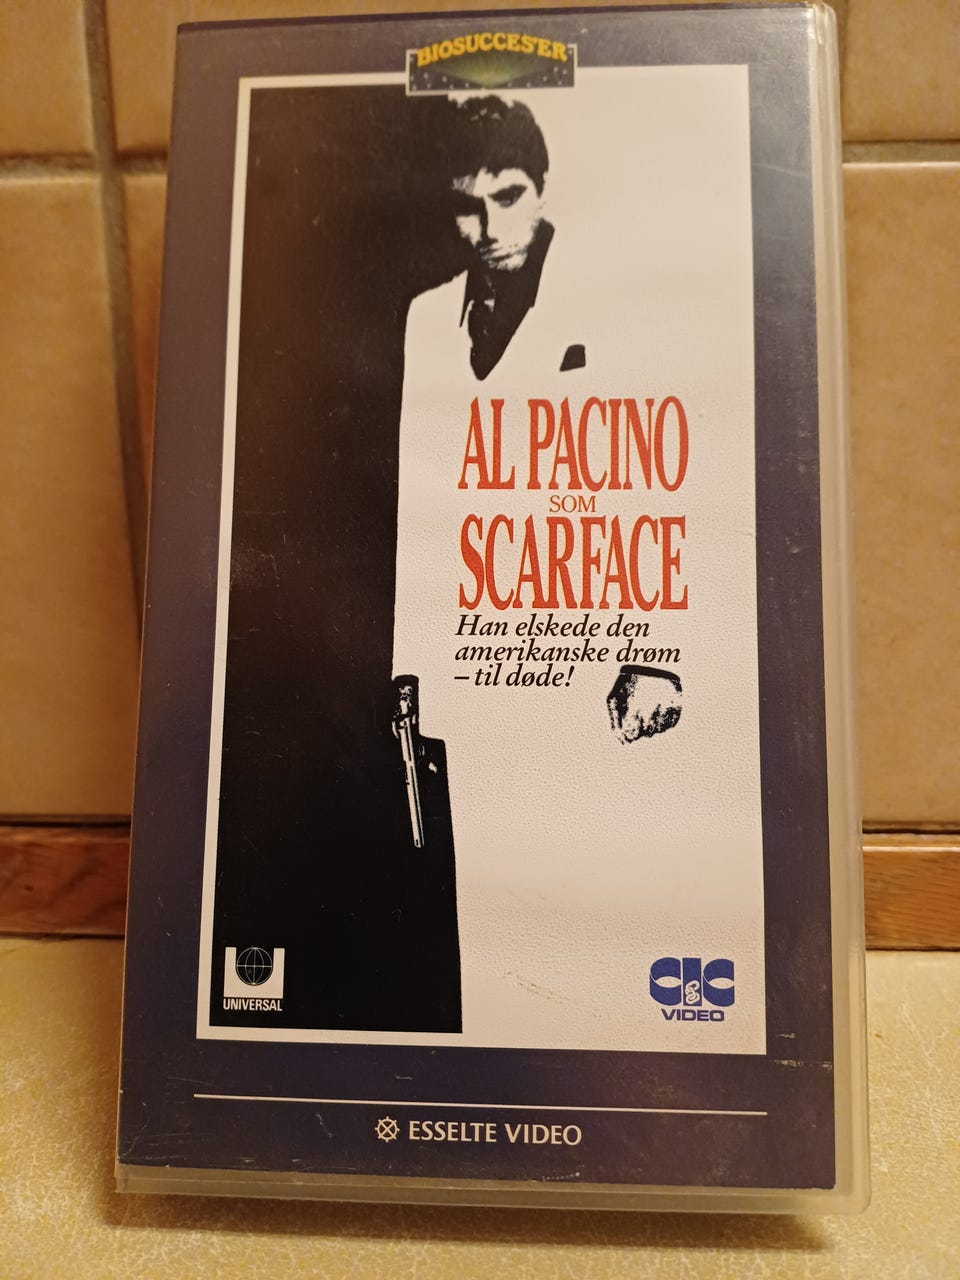 BIOSUCCES'ER
AL PACINO
SOM
SCARFACE
Han elskede den
amerikanske drøm
– til døde!
UNIVERSAL
CIC
VIDEO
ESSELTE VIDEO